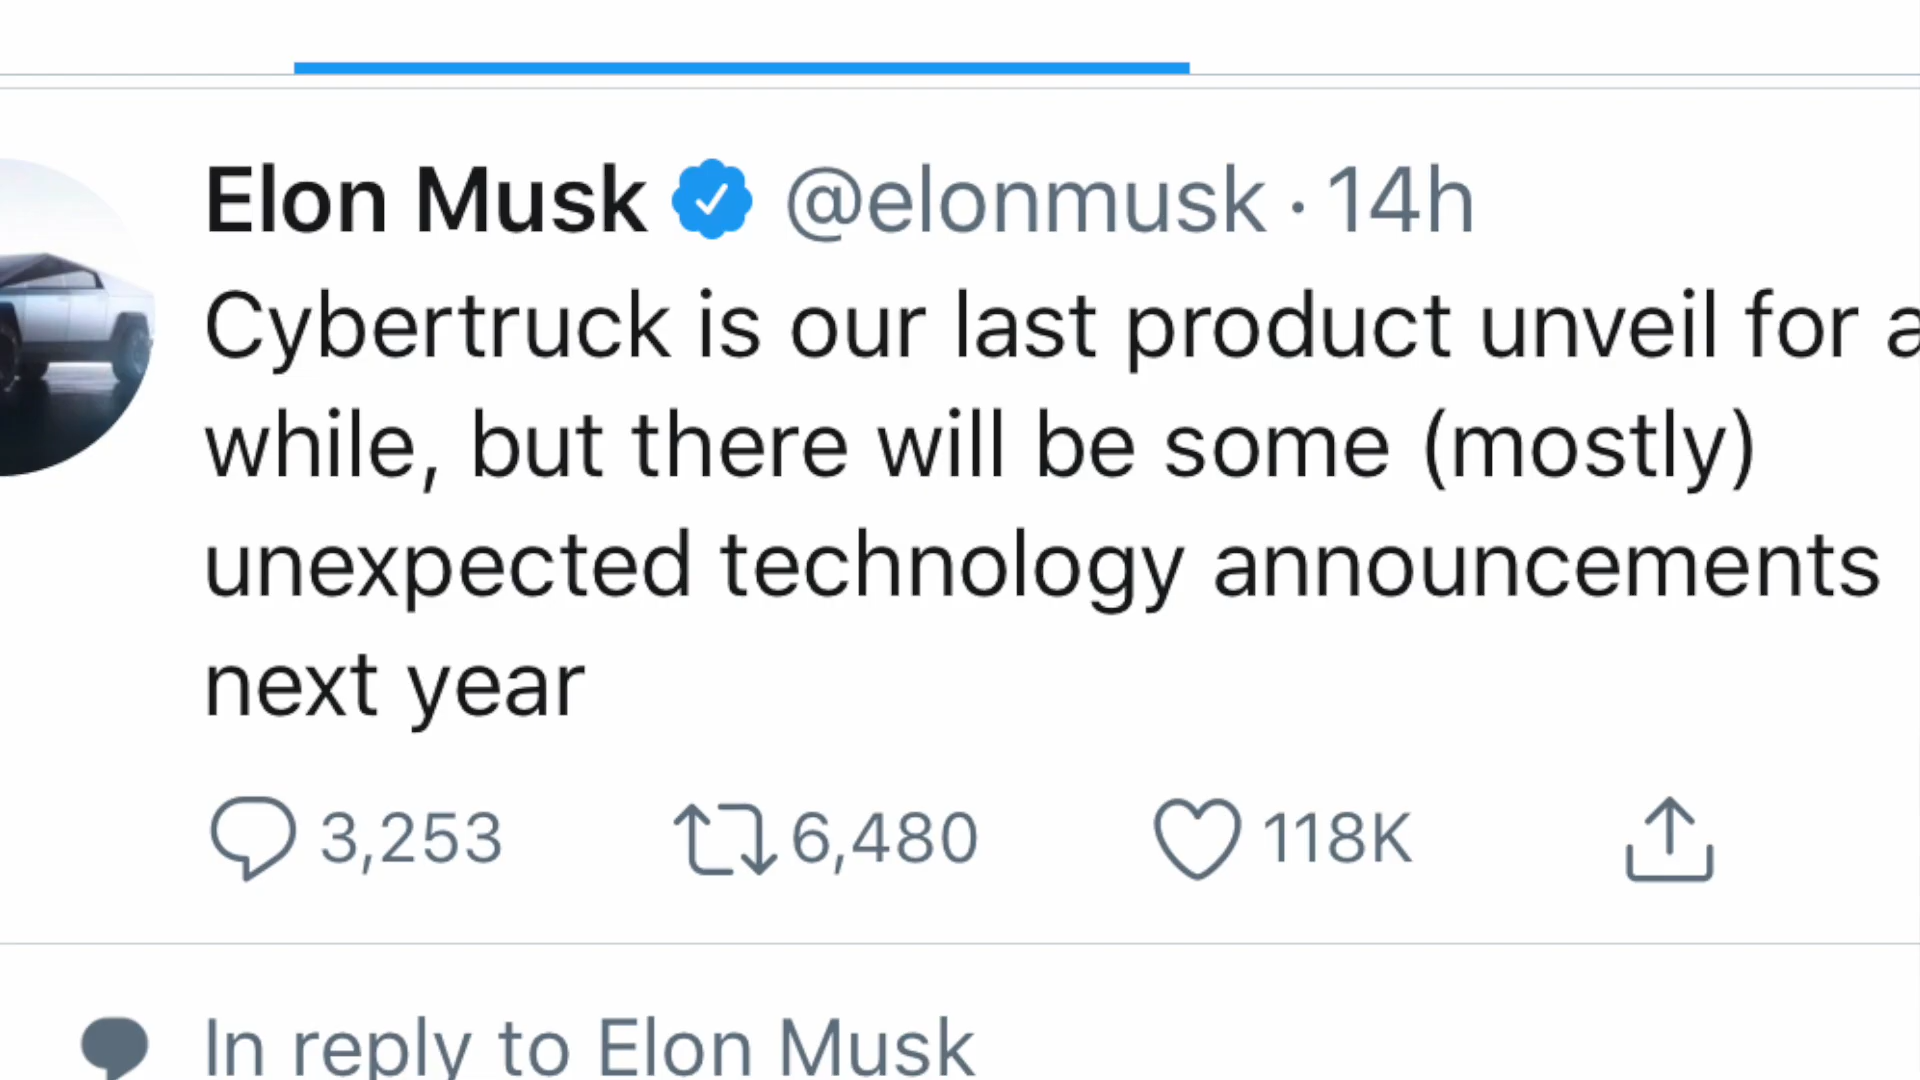 Elon Musk @elonmusk · 14h
Cybertruck is our last product unveil for a
while, but there will be some (mostly)
unexpected technology announcements
next year
3,253 6,480 118K
In reply to Elon Musk